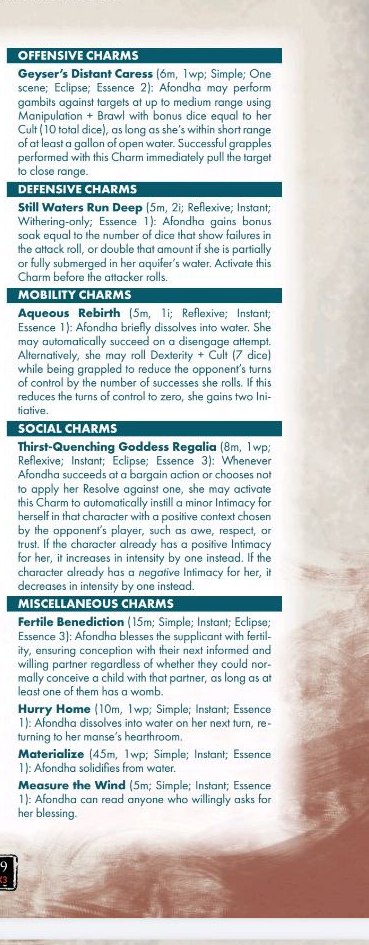 OFFENSIVE CHARMS
Geyser's Distant Caress (6m, 1wp; Simple; One
scene; Eclipse; Essence 2): Afondha may perform
gambits against targets at up to medium range using
Manipulation + Brawl with bonus dice equal to her
Cult (10 total dice), as long as she's within short range
of at least a gallon of open water. Successful grapples
performed with this Charm immediately pull the target
to close range.
DEFENSIVE CHARMS
Still Waters Run Deep (5m, 2i; Reflexive; Instant;
Withering-only; Essence 1): Afondha gains bonus
soak equal to the number of dice that show failures in
the attack roll, or double that amount if she is partially
or fully submerged in her aquifer's water. Activate this
Charm before the attacker rolls.
MOBILITY CHARMS
Aqueous Rebirth (5m, 1i; Reflexive; Instant;
Essence 1): Afondha briefly dissolves into water. She
may automatically succeed on a disengage attempt.
Alternatively, she may roll Dexterity + Cult (7 dice)
while being grappled to reduce the opponent's turns
of control by the number of successes she rolls. If this
reduces the turns of control to zero, she gains two Ini-
tiative.
SOCIAL CHARMS
Thirst-Quenching Goddess Regalia (8m, 1wp;
Reflexive; Instant; Eclipse; Essence 3): Whenever
Afondha succeeds at a bargain action or chooses not
to apply her Resolve against one, she may activate
this Charm to automatically instill a minor Intimacy for
herself in that character with a positive context chosen
by the opponent's player, such as awe, respect, or
trust. If the character already has a positive Intimacy
for her, it increases in intensity by one instead. If the
character already has a negative Intimacy for her, it
decreases in intensity by one instead.
MISCELLANEOUS CHARMS
Fertile Benediction (15m; Simple; Instant; Eclipse;
Essence 3): Afondha blesses the supplicant with fertil-
ity, ensuring conception with their next informed and
willing partner regardless of whether they could nor-
mally conceive a child with that partner, as long as at
least one of them has a womb.
Hurry Home (10m, 1wp; Simple; Instant; Essence
1): Afondha dissolves into water on her next turn, re-
turning to her manse's hearthroom.
Materialize (45m, 1wp; Simple; Instant; Essence
1): Afondha solidifies from water.
Measure the Wind (5m; Simple; Instant; Essence
1): Afondha can read anyone who willingly asks for
her blessing.
9